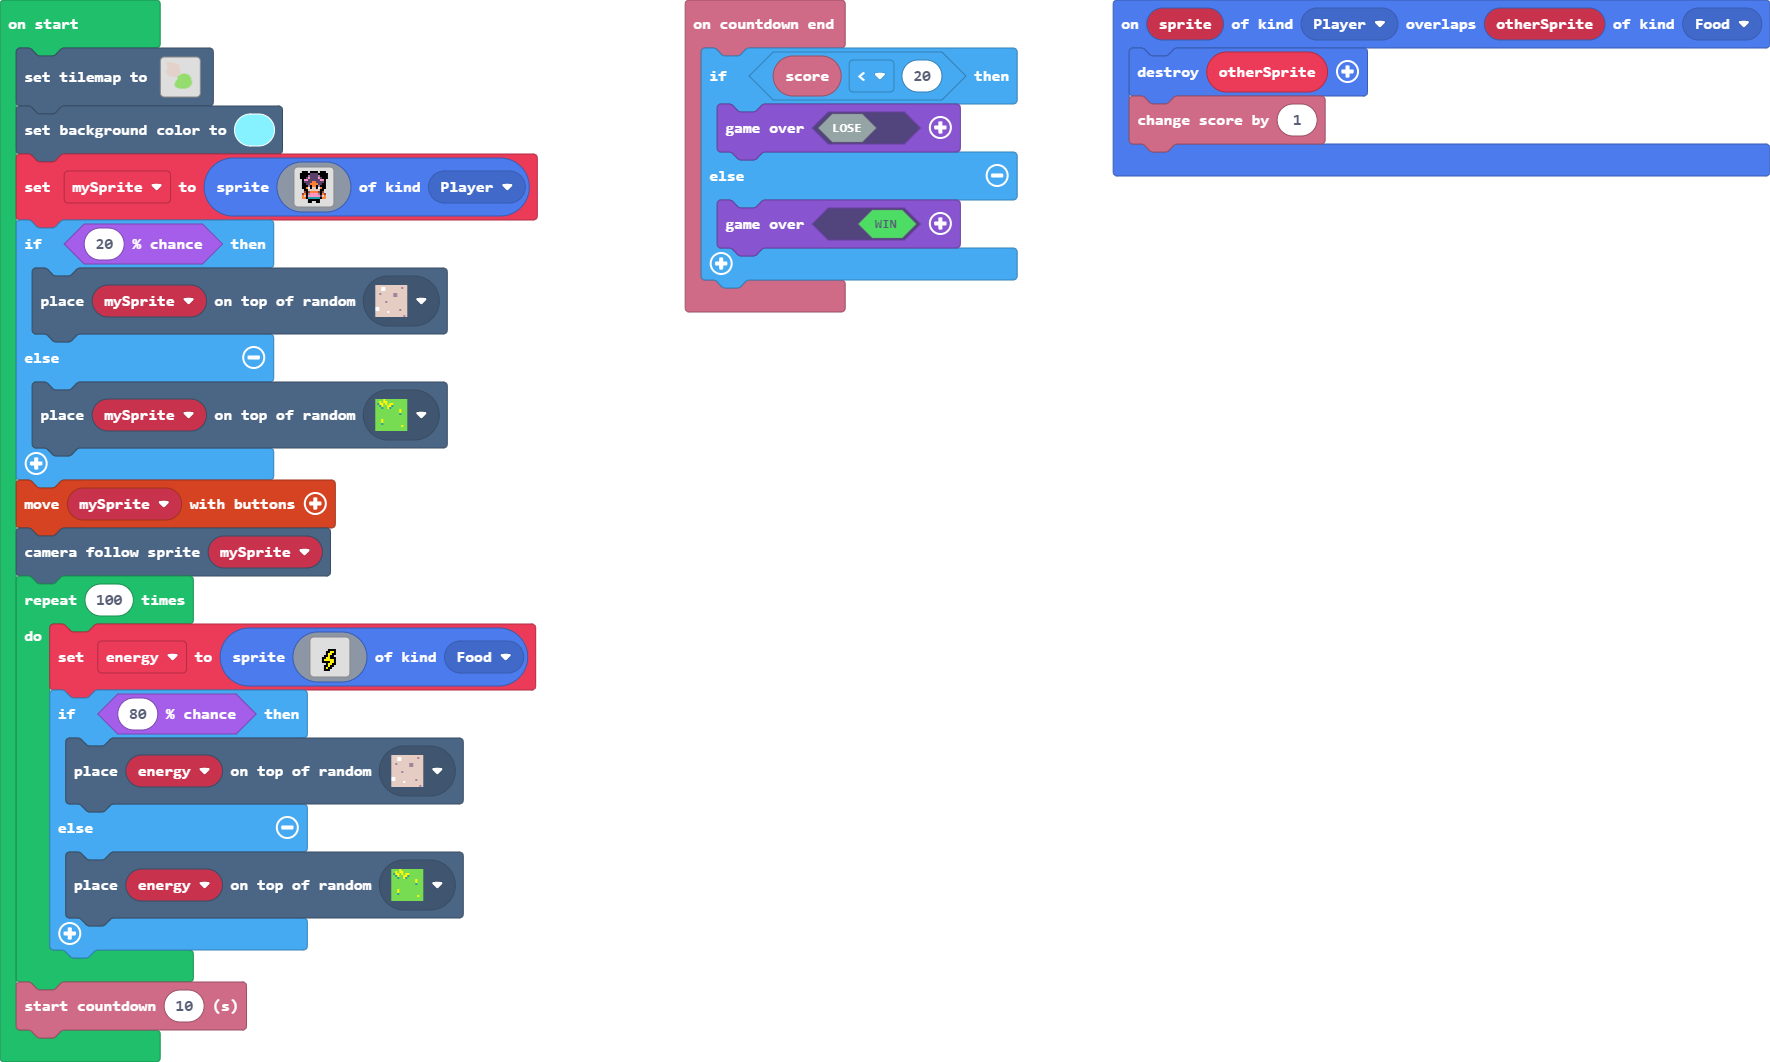 on start
set tilemap to
set background color to
set mySprite to sprite of kind Player
if 20 % chance then
place mySprite on top of random
else
place mySprite on top of random
move mySprite with buttons
camera follow sprite mySprite
repeat 100 times
do
set energy to sprite of kind Food
if 80 % chance then
place energy on top of random
else
place energy on top of random
start countdown 10 (s)
on countdown end
if score < 20 then
game over LOSE
else
game over WIN
on sprite of kind Player overlaps otherSprite of kind Food
destroy otherSprite
change score by 1